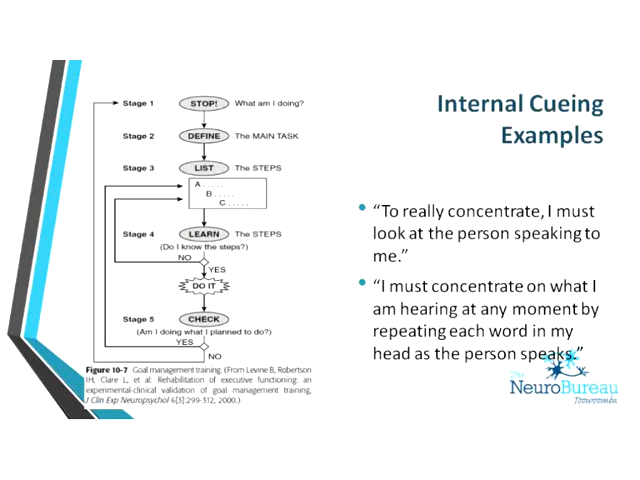 Stage 1 STOP! What am I doing?
Stage 2 DEFINE The MAIN TASK
Stage 3 LIST The STEPS
A . . . . .
B . . . . .
C . . . . .
Stage 4 LEARN The STEPS
(Do I know the steps?)
NO
YES
DO IT
Stage 5 CHECK
(Am I doing what I planned to do?)
YES
NO
Figure 10-7 Goal management training. (From Levine B, Robertson
IH, Clare L, et al: Rehabilitation of executive functioning: an
experimental-clinical validation of goal management training,
J Clin Exp Neuropsychol 6[3]:299-312, 2000.)
Internal Cueing
Examples
• “To really concentrate, I must
look at the person speaking to
me.”
• “I must concentrate on what I
am hearing at any moment by
repeating each word in my
head as the person speaks.”
The
NeuroBureau
Toowoomba